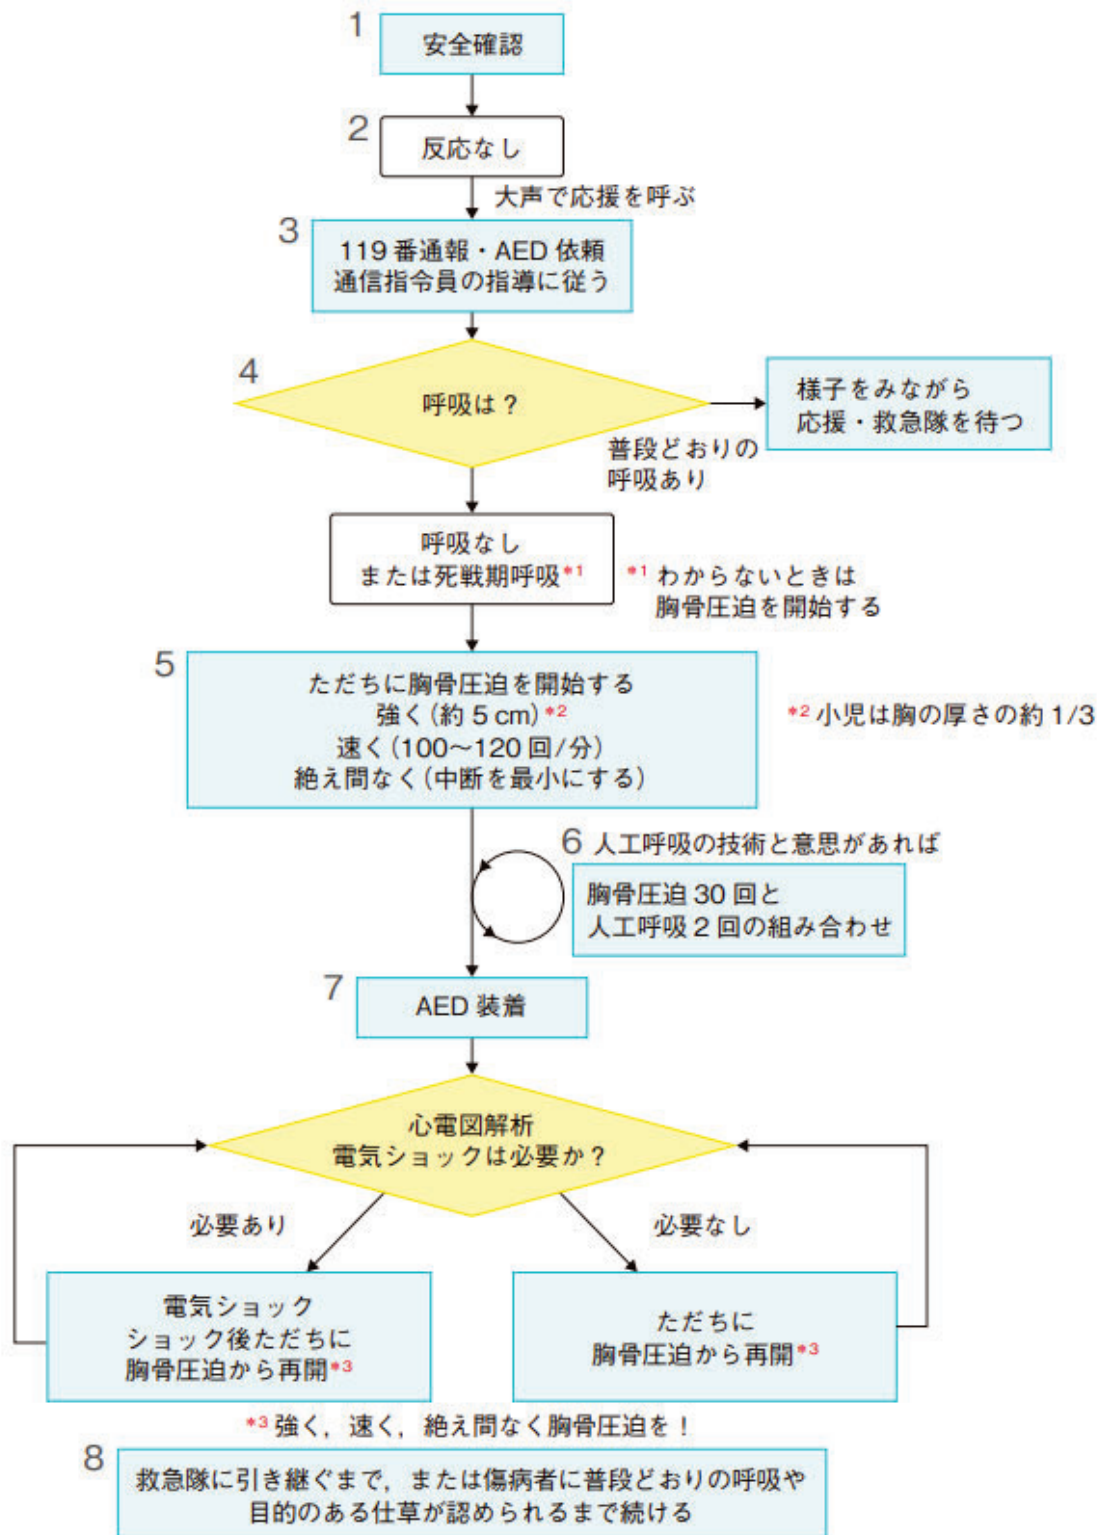 1
安全確認
2
反応なし
大声で応援を呼ぶ
3
119番通報・AED依頼
通信指令員の指導に従う
4
呼吸は?
様子をみながら
応援・救急隊を待つ
普段どおりの
呼吸あり
呼吸なし
または死戦期呼吸*1
*1 わからないときは
胸骨圧迫を開始する
5
ただちに胸骨圧迫を開始する
強く(約5cm)*2
速く(100〜120回/分)
絶え間なく(中断を最小にする)
*2 小児は胸の厚さの約1/3
6 人工呼吸の技術と意思があれば
胸骨圧迫30回と
人工呼吸2回の組み合わせ
7
AED装着
心電図解析
電気ショックは必要か?
必要あり
必要なし
電気ショック
ショック後ただちに
胸骨圧迫から再開*3
ただちに
胸骨圧迫から再開*3
*3 強く,速く,絶え間なく胸骨圧迫を!
8
救急隊に引き継ぐまで,または傷病者に普段どおりの呼吸や
目的のある仕草が認められるまで続ける